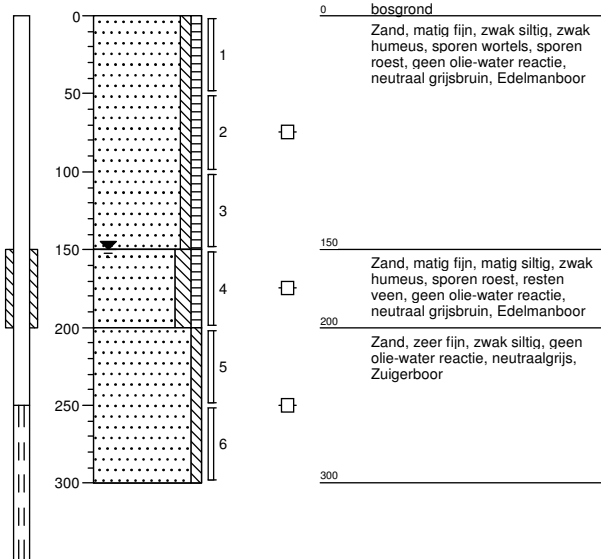 0
50
100
150
200
250
300
1
2
3
4
5
6
0 bosgrond
Zand, matig fijn, zwak siltig, zwak
humeus, sporen wortels, sporen
roest, geen olie-water reactie,
neutraal grijsbruin, Edelmanboor
150
Zand, matig fijn, matig siltig, zwak
humeus, sporen roest, resten
veen, geen olie-water reactie,
neutraal grijsbruin, Edelmanboor
200
Zand, zeer fijn, zwak siltig, geen
olie-water reactie, neutraalgrijs,
Zuigerboor
300